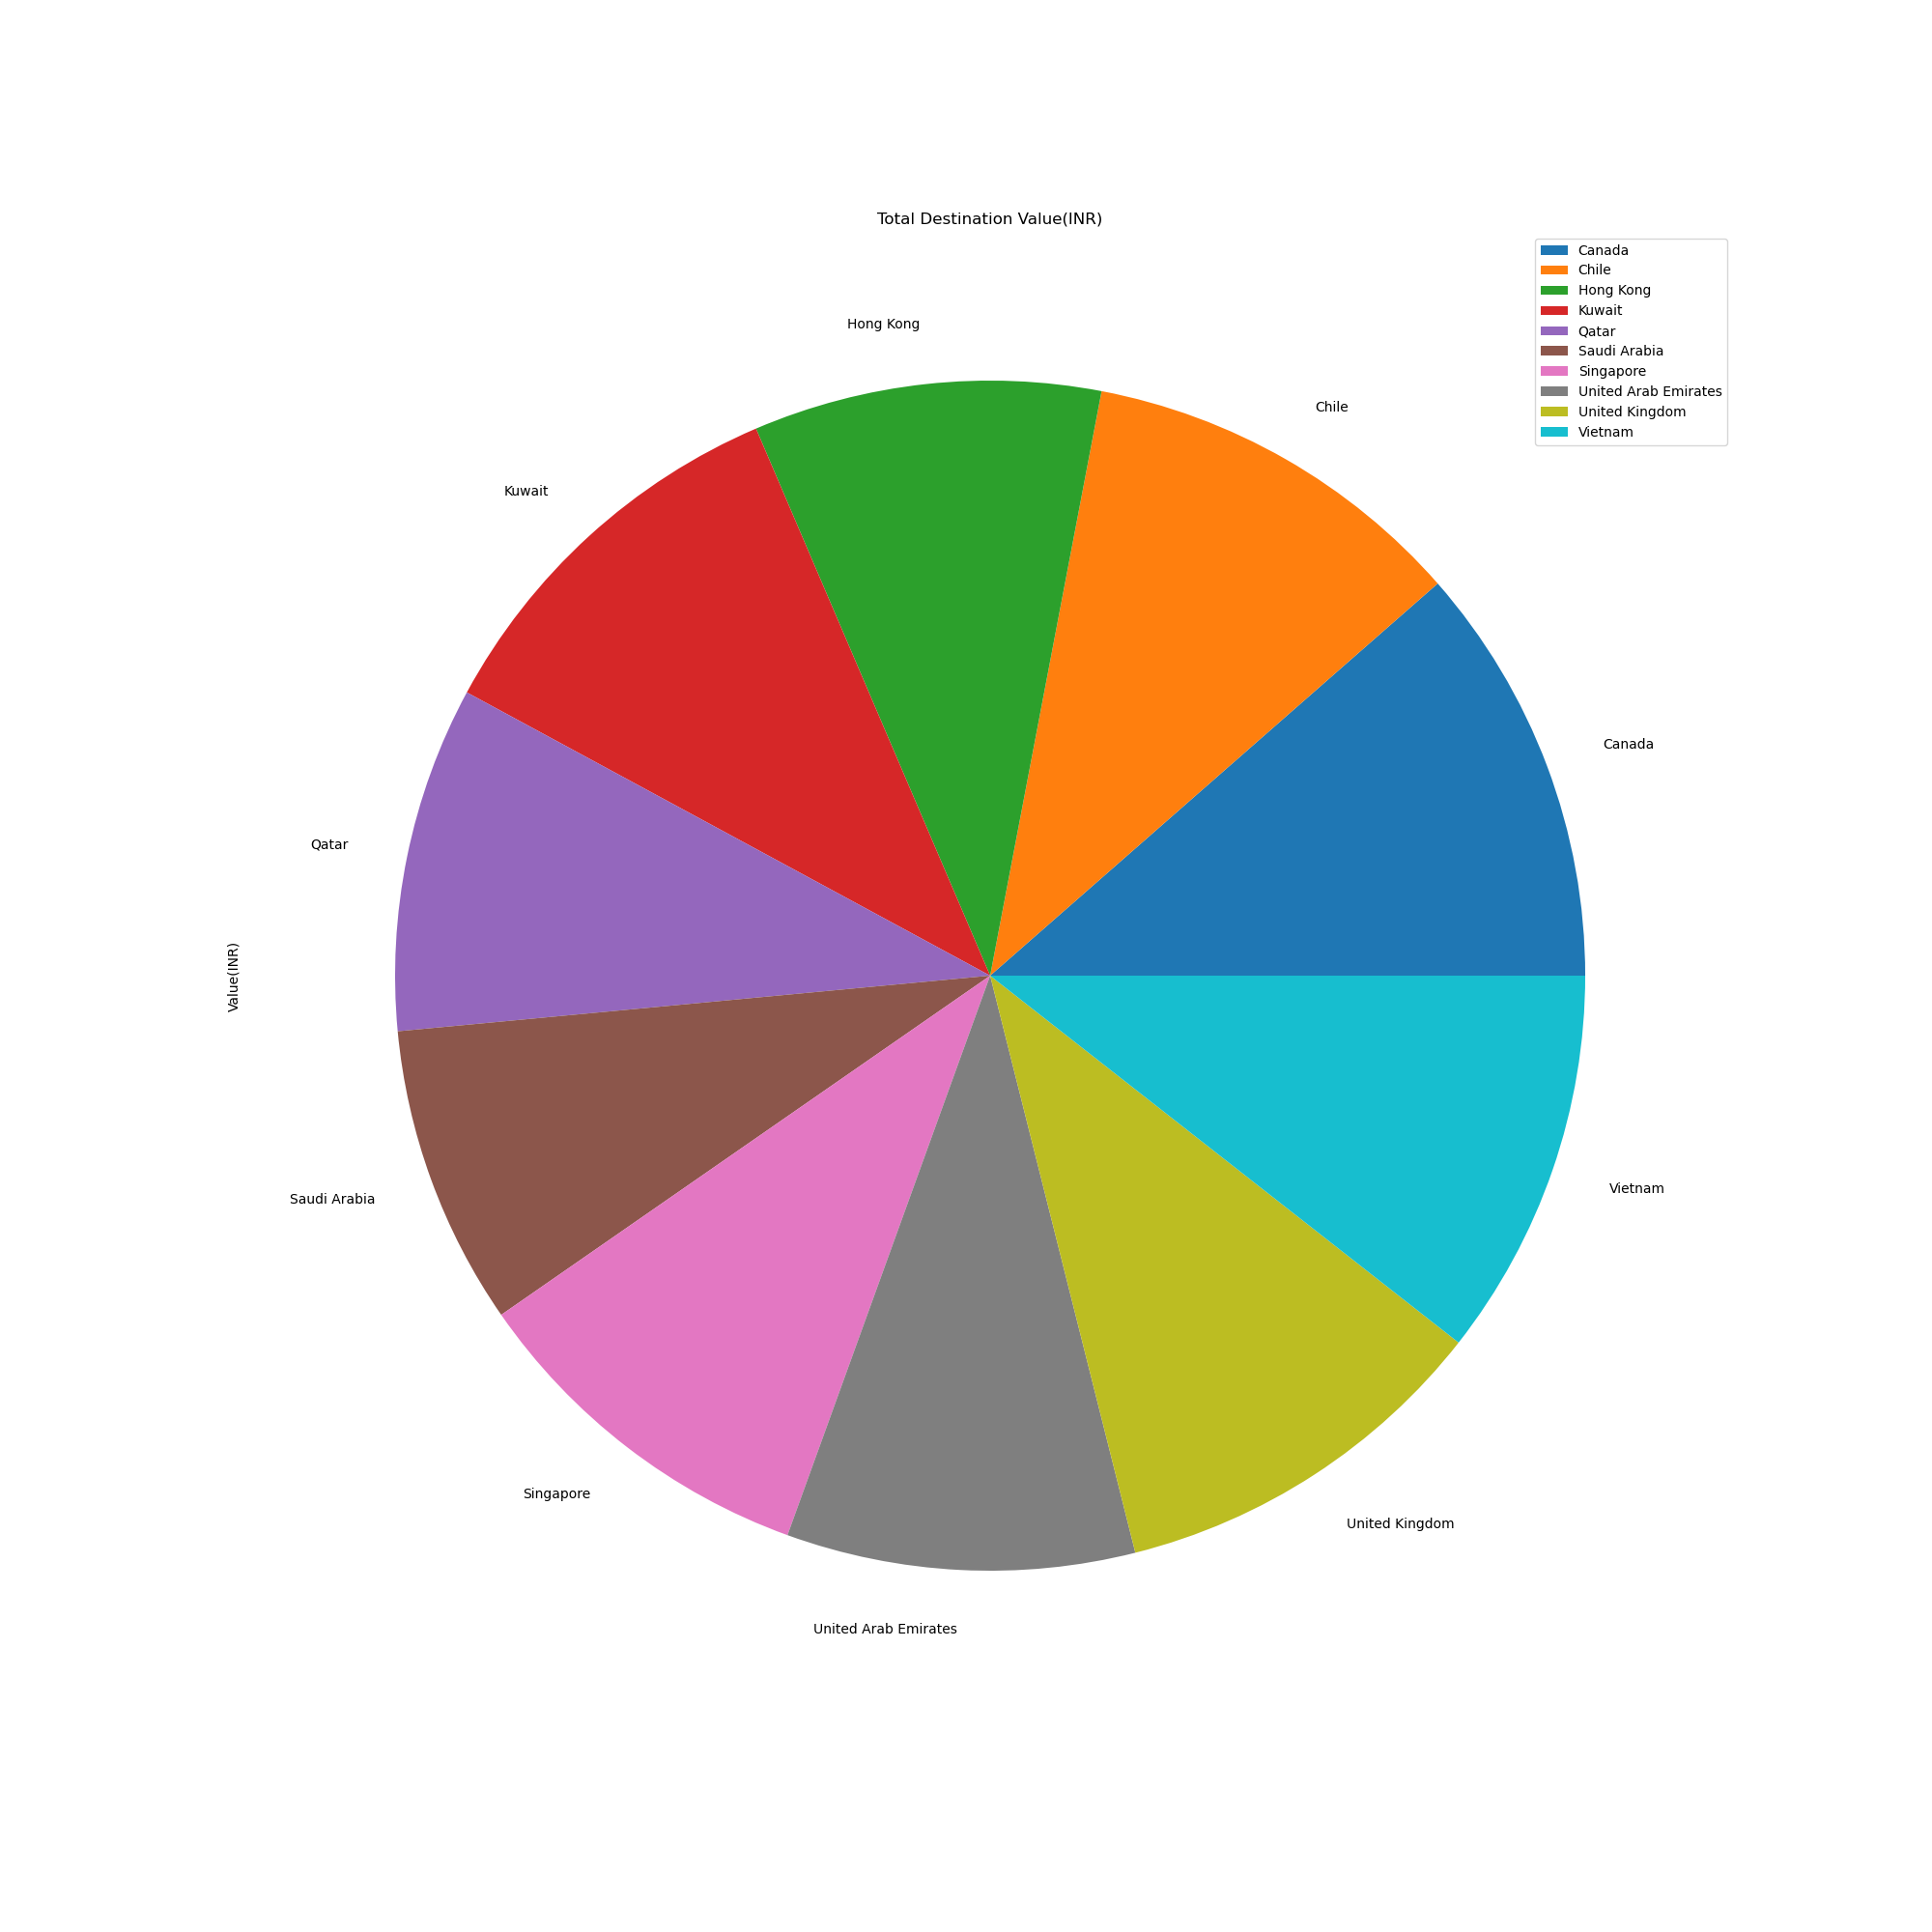 Total Destination Value(INR)
Canada
Chile
Hong Kong
Kuwait
Qatar
Saudi Arabia
Singapore
United Arab Emirates
United Kingdom
Vietnam
Hong Kong
Chile
Kuwait
Canada
Qatar
Value(INR)
Saudi Arabia
Vietnam
Singapore
United Kingdom
United Arab Emirates